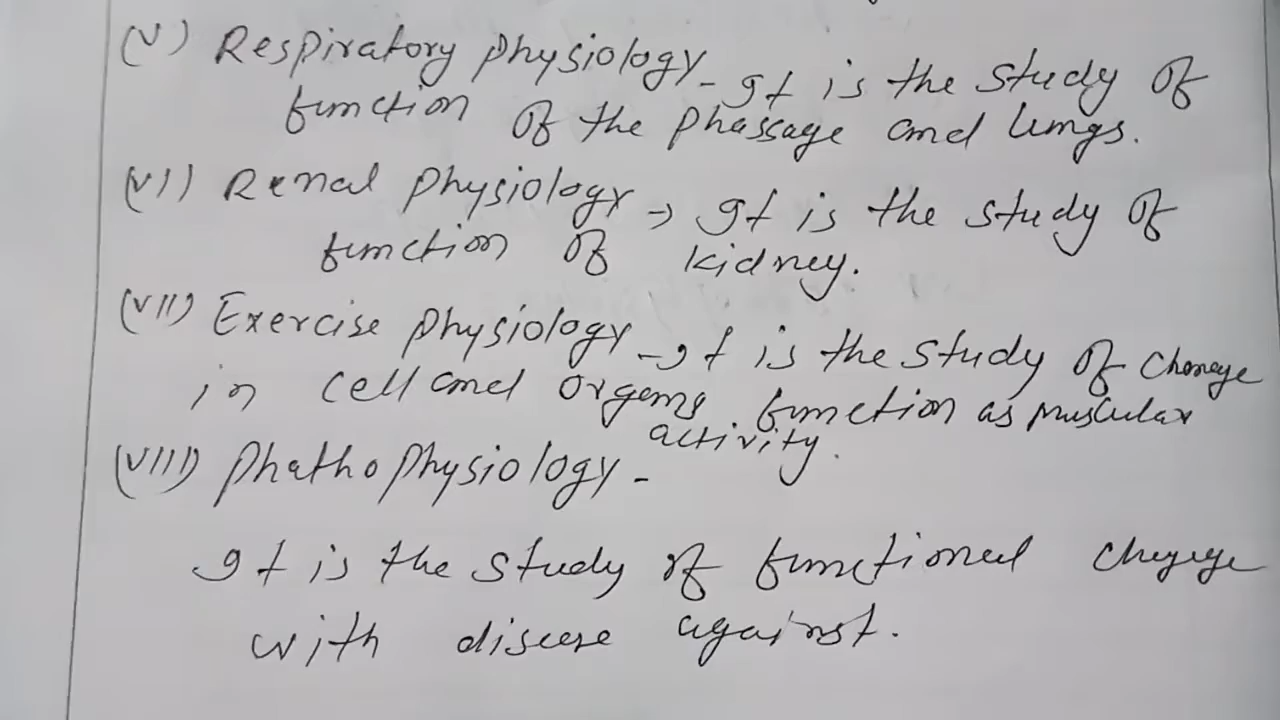 (V) Respiratory Physiology - It is the study of
function of the phassage and lungs.
(VI) Renal Physiology → It is the study of
function of kidney.
(VII) Exercise Physiology - It is the study of change
in cell and organs function as muscular
activity.
(VIII) Phathophysiology -
It is the study of functional
with against.